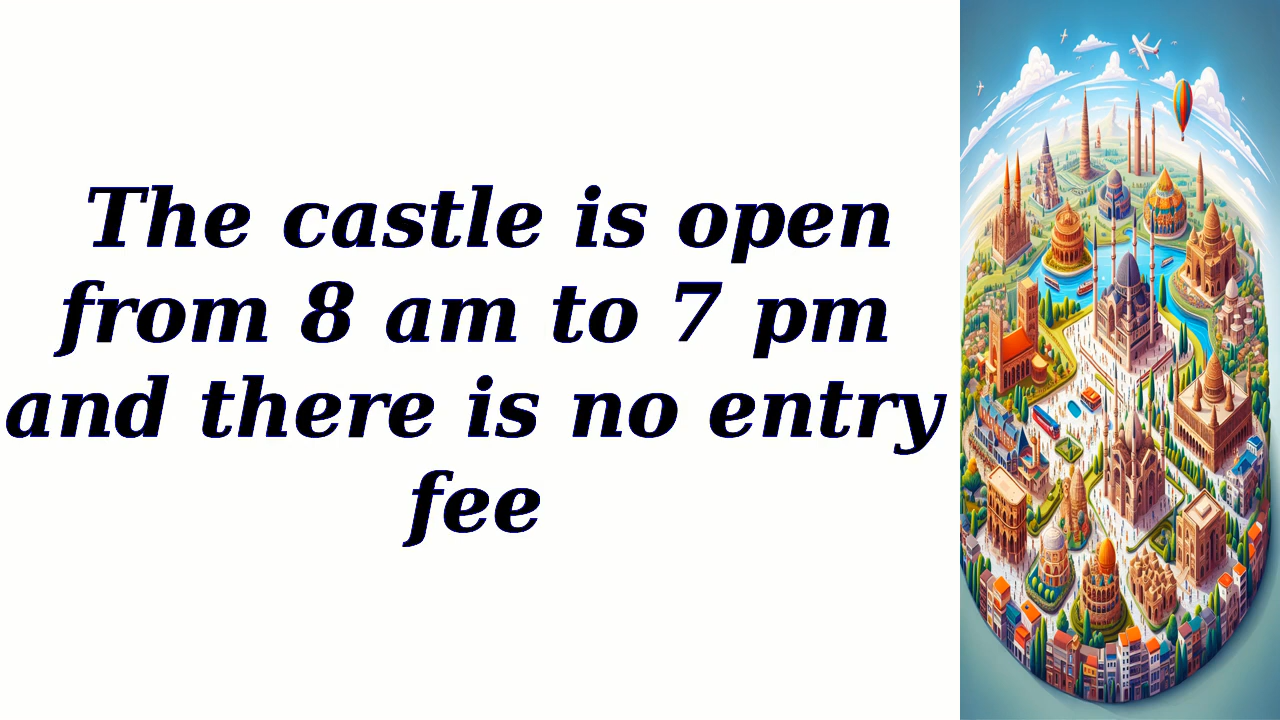 The castle is open
from 8 am to 7 pm
and there is no entry
fee